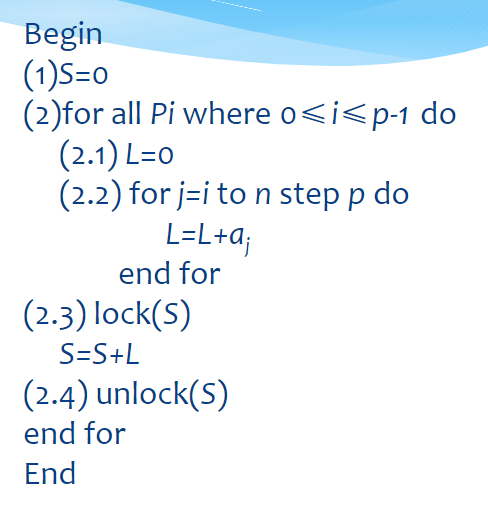 Begin
(1)S=0
(2)for all Pi where 0⩽i⩽p-1 do
(2.1) L=0
(2.2) for j=i to n step p do
L=L+aj
end for
(2.3) lock(S)
S=S+L
(2.4) unlock(S)
end for
End